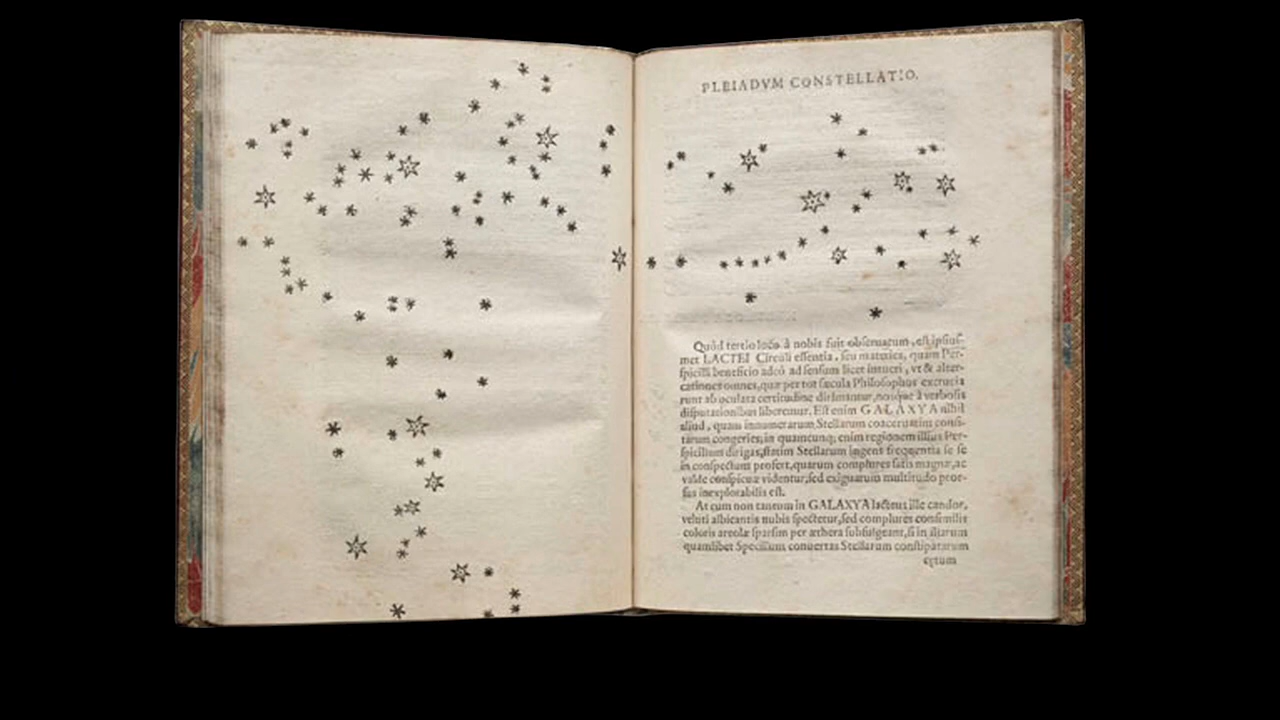 PLEIADVM CONSTELLATIO.
Quòd tertio loco à nobis fuit obſeruatum, eſt ipſiuſ-
met LACTEI Circuli eſſentia, ſeu materies, quam Per-
ſpicilli beneficio adeò ad ſenſum licet intueri, vt & alter-
cationes omnes, quæ per tot ſæcula Philoſophos excrucia
runt ab oculata certitudine dirimantur, nosque à verboſis
diſputationibus liberemur. Eſt enim GALAXYA nihil
aliud, quam innumerarum Stellarum coaceruatim conſi-
tarum congeries; in quamcunq; enim regionem illius Per-
ſpicillum dirigas, ſtatim Stellarum ingens frequentia ſe ſe
in conſpectum profert, quarum complures ſatis magnæ, ac
valde conſpicuæ videntur, ſed exiguarum multitudo pror-
ſus inexplorabilis eſt.
At cum non tantum in GALAXYA lacteus ille candor,
veluti albicantis nubis ſpectetur, ſed complures conſimilis
coloris areolæ ſparſim per æthera ſubfulgeant, ſi in illarum
quamlibet Specillum conuertas Stellarum conſtipatarum
cętum